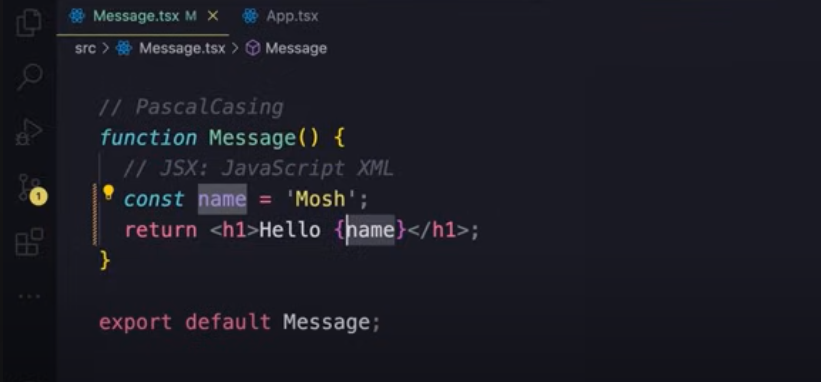 Message.tsx M × App.tsx
src > Message.tsx > Message
// PascalCasing
function Message() {
// JSX: JavaScript XML
const name = 'Mosh';
return <h1>Hello {name}</h1>;
}
1
export default Message;